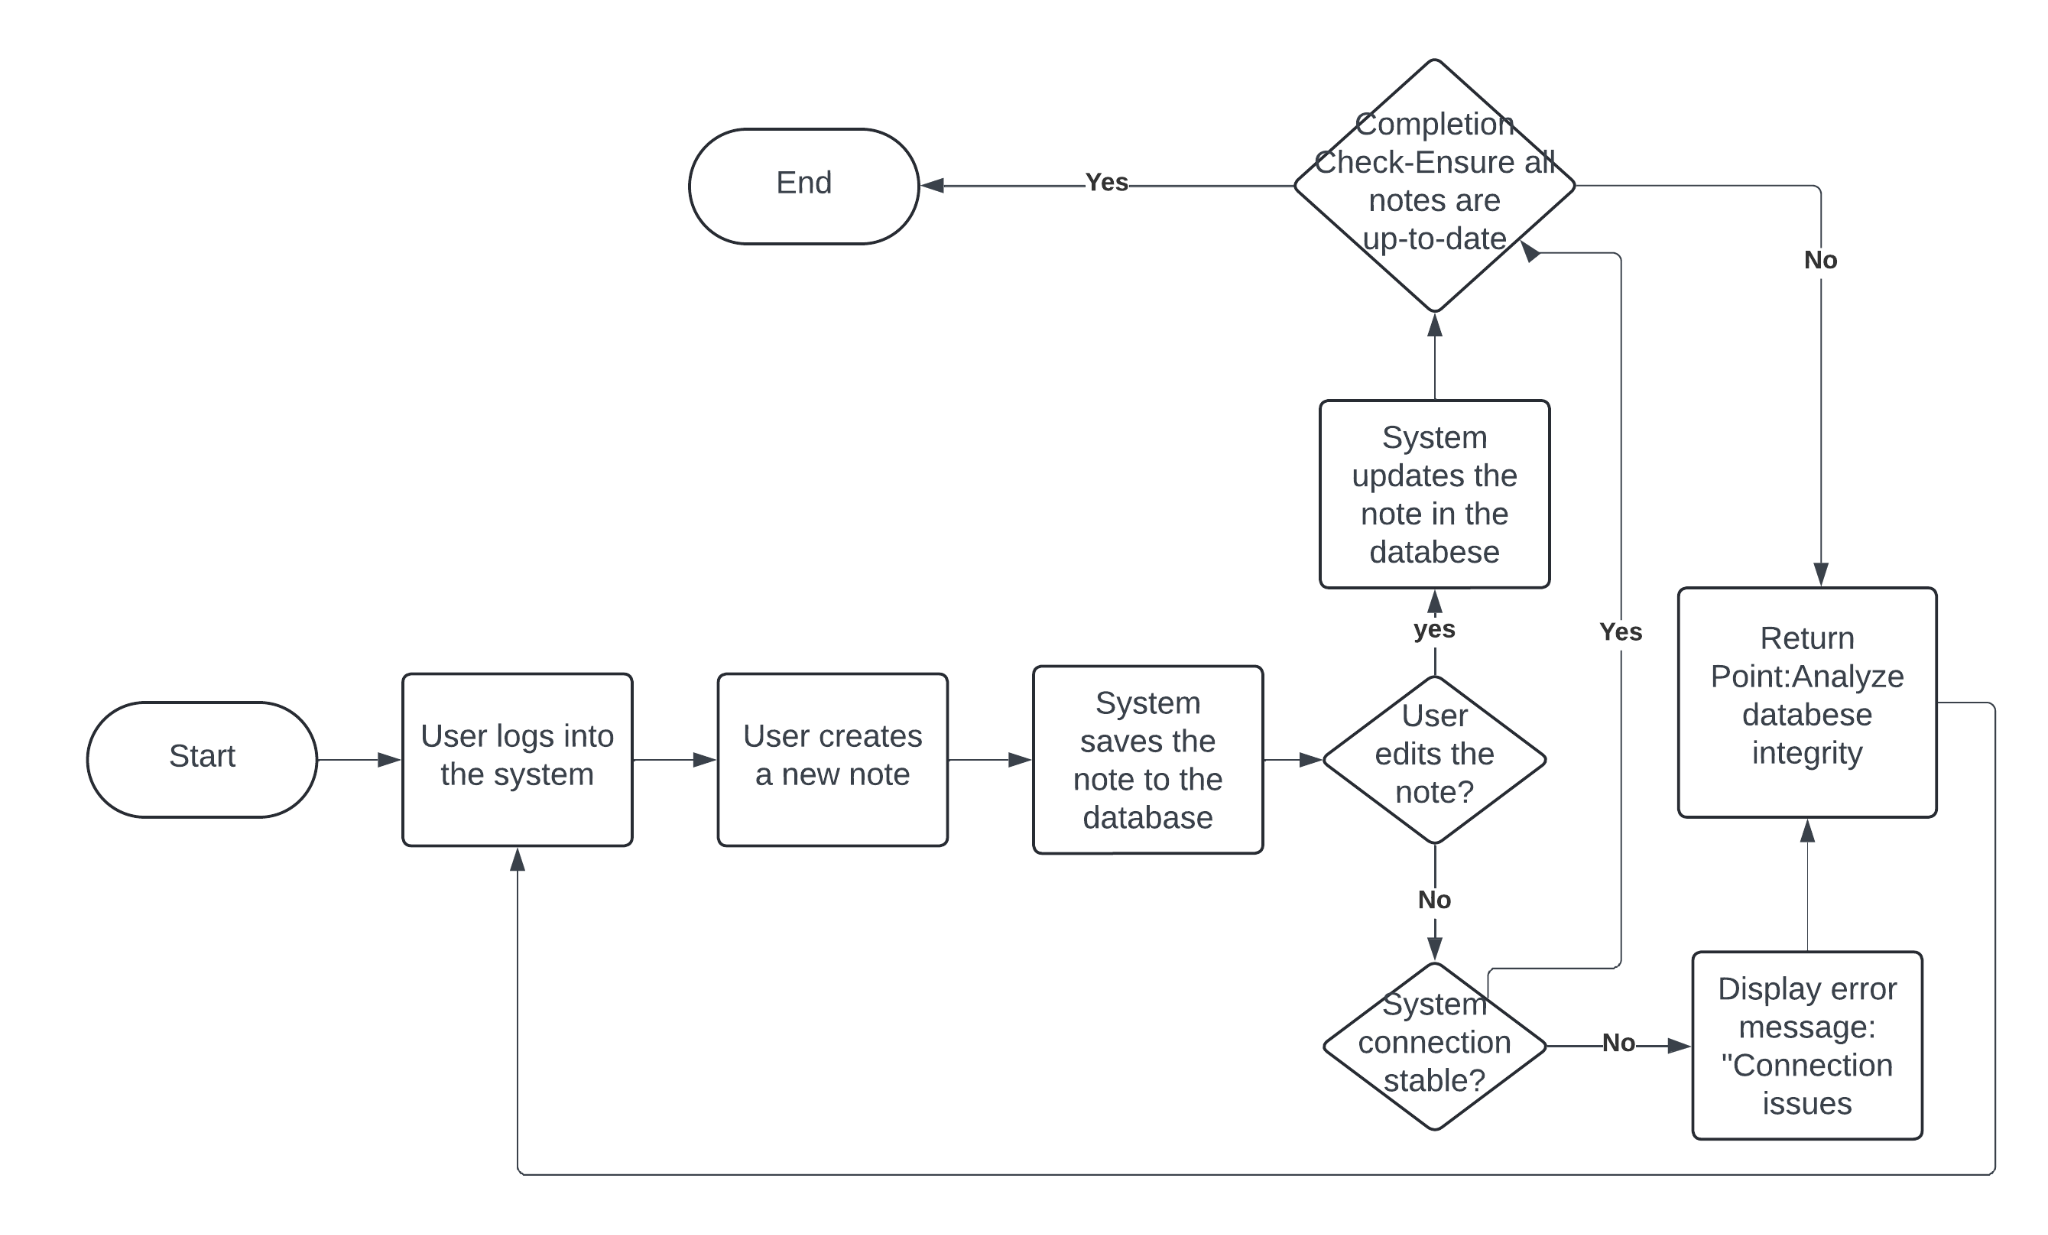 End
Yes
Completion
Check-Ensure all
notes are
up-to-date
No
System
updates the
note in the
databese
yes
Yes
Return
Point:Analyze
databese
integrity
Start
User logs into
the system
User creates
a new note
System
saves the
note to the
database
User
edits the
note?
No
System
connection
stable?
No
Display error
message:
"Connection
issues